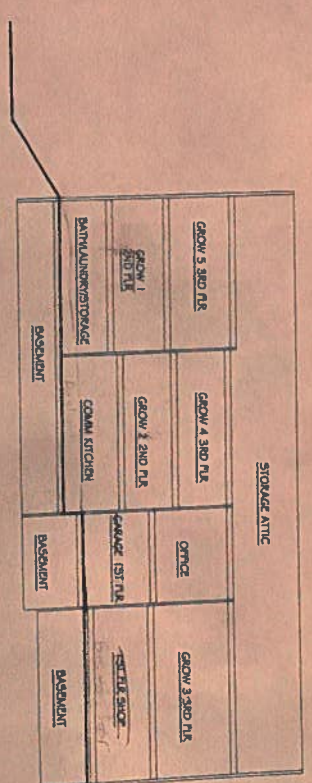 STORAGE ATTIC
GROW 5 3RD FLR
GROW 4 3RD FLR
OFFICE
GROW 3 3RD FLR
GROW 1
2ND FLR
GROW 2 2ND FLR
GARAGE 1ST FLR
1ST FLR SHOP
BATH/LAUNDRY/STORAGE
COMM KITCHEN
BASEMENT
BASEMENT
BASEMENT